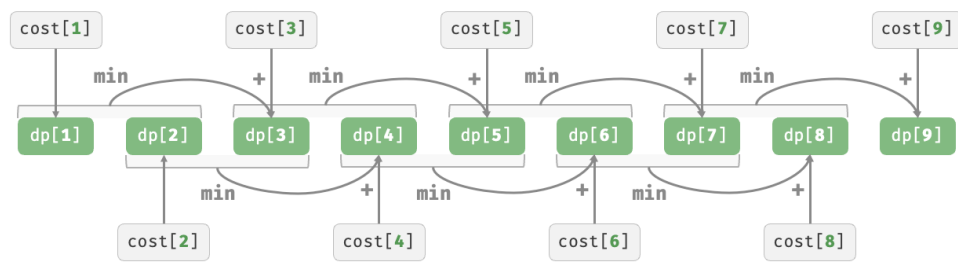 cost[1] cost[3] cost[5] cost[7] cost[9]
min + min + min + min +
dp[1] dp[2] dp[3] dp[4] dp[5] dp[6] dp[7] dp[8] dp[9]
min + min + min +
cost[2] cost[4] cost[6] cost[8]